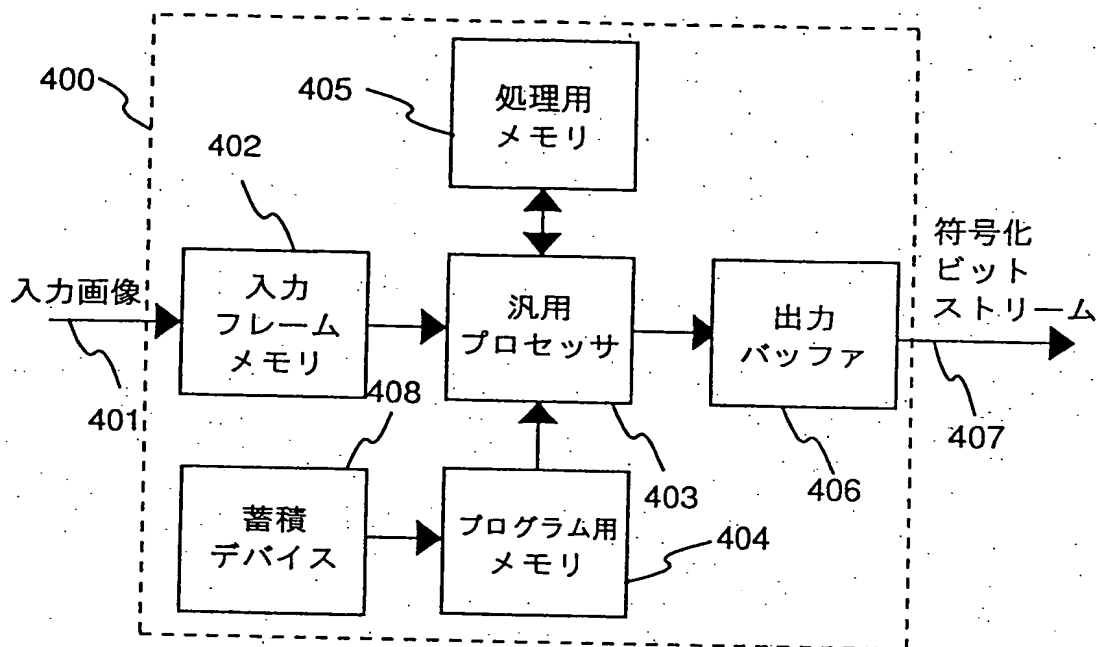 400
405
処理用
メモリ
402
入力画像
401
入力
フレーム
メモリ
汎用
プロセッサ
出力
バッファ
符号化
ビット
ストリーム
407
408
403
406
蓄積
デバイス
プログラム用
メモリ
404